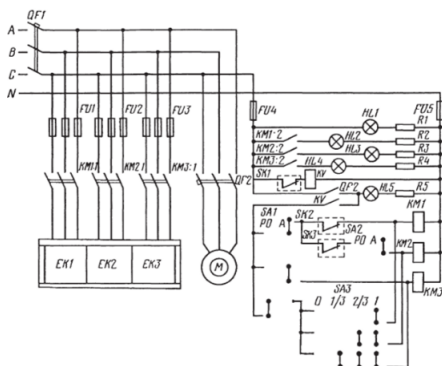 QF1
A
B
C
N
FU1
FU2
FU3
FU4
FU5
HL1
R1
KM1:2
HL2
R2
KM2:2
HL3
R3
KM3:2
HL4
R4
SK1
KV
KM1:1
KM2:1
KM3:1
QF2
QF2
HL5
R5
KV
KM1
SA1
PO A
SK2
SA2
SK3
PO A
KM2
EK1
EK2
EK3
M
KM3
SA3
0 1/3 2/3 1